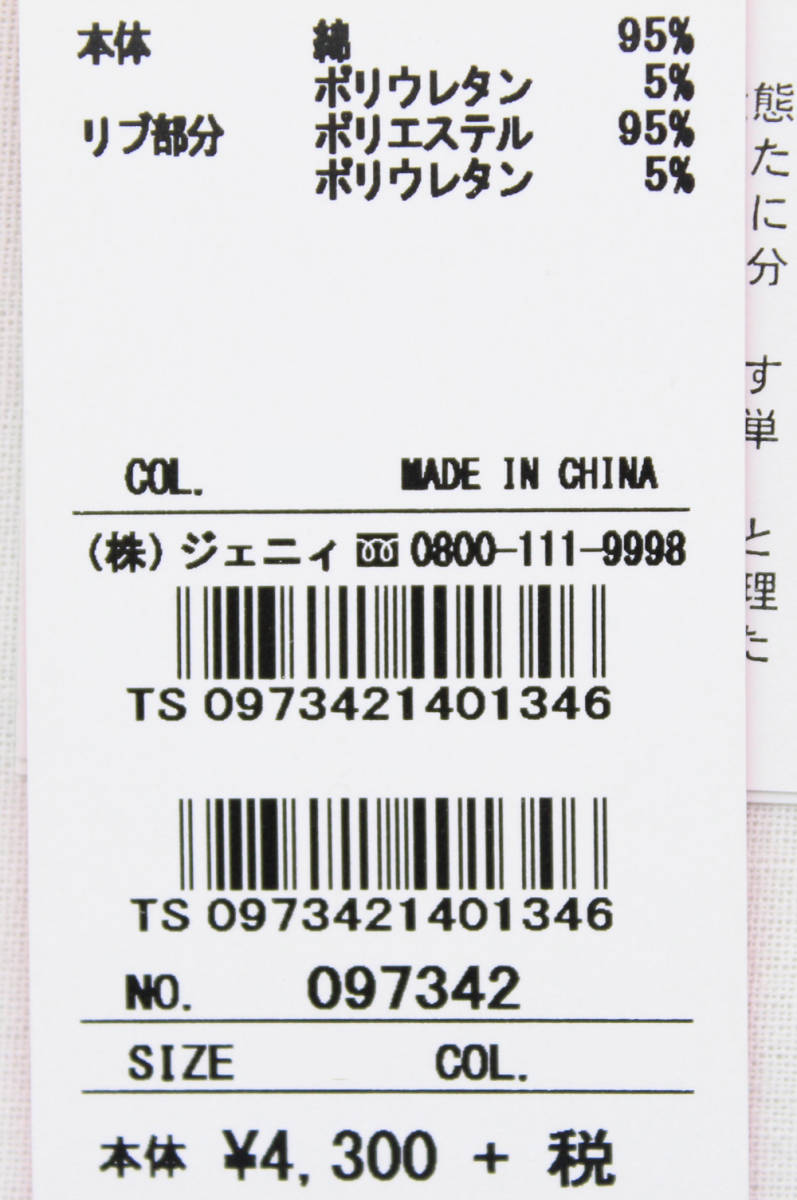 本体 綿 95%
ポリウレタン 5%
リブ部分 ポリエステル 95%
ポリウレタン 5%
COL. MADE IN CHINA
(株) ジェニィ 0800-111-9998
TS 0973421401346
TS 0973421401346
NO. 097342
SIZE COL.
本体 ¥4,300 + 税
態
た
に
分
す
単
と
理
た